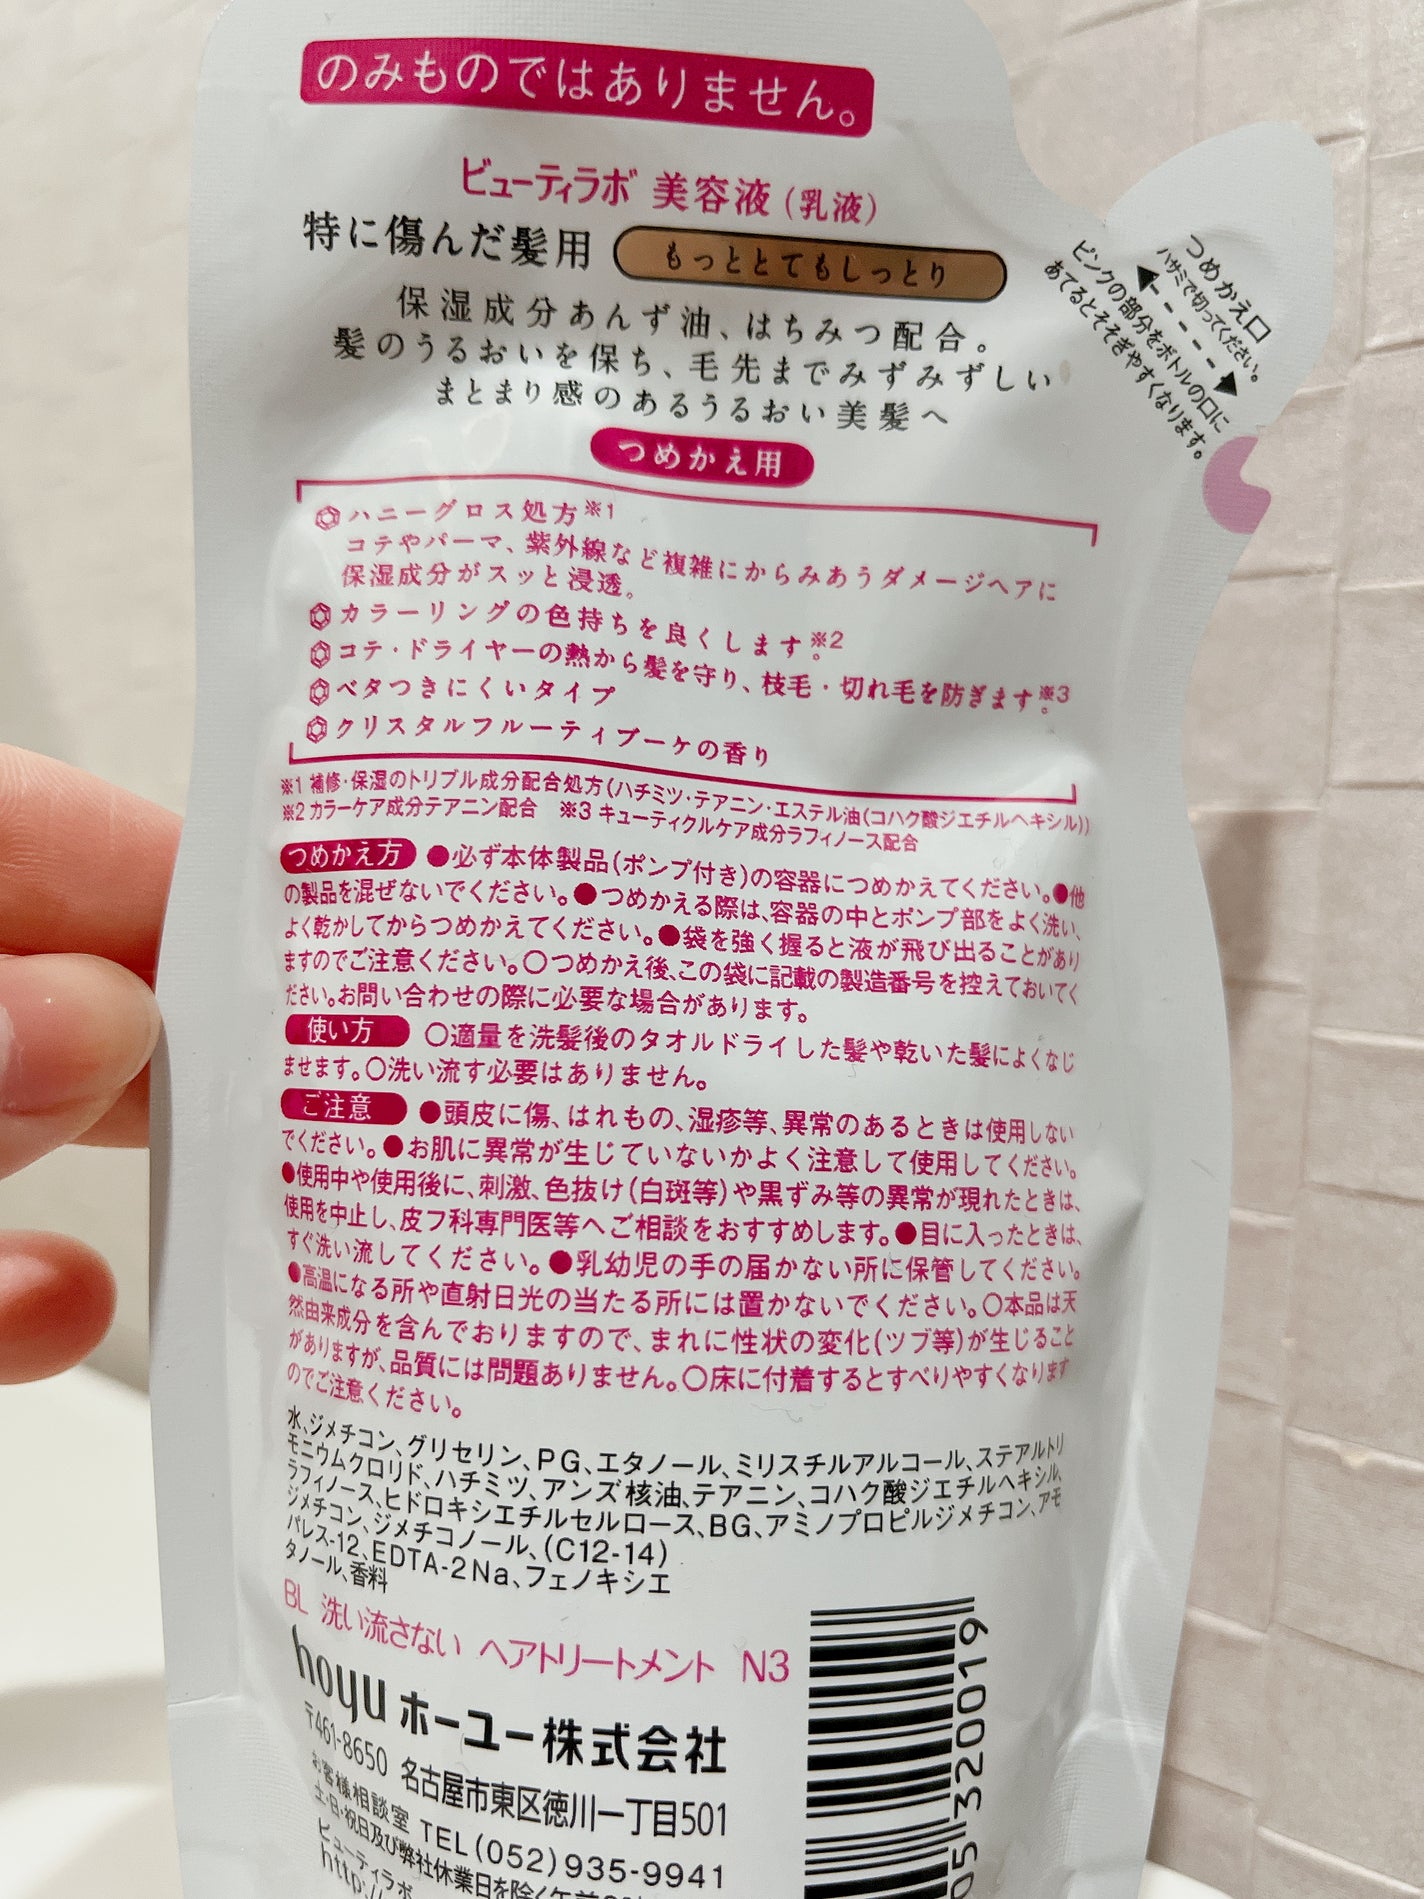 のみものではありません。
ビューティラボ 美容液（乳液）
特に傷んだ髪用 もっととてもしっとり
保湿成分あんず油、はちみつ配合。
髪のうるおいを保ち、毛先までみずみずしい
まとまり感のあるうるおい美髪へ
つめかえ口
ハサミで切ってください。
ピンクの部分をボトルの口に
あてるとそそぎやすくなります。
つめかえ用
ハニーグロス処方※1
コテやパーマ、紫外線など複雑にからみあうダメージヘアに
保湿成分がスッと浸透。
カラーリングの色持ちを良くします※2。
コテ・ドライヤーの熱から髪を守り、枝毛・切れ毛を防ぎます※3。
ベタつきにくいタイプ
クリスタルフルーティブーケの香り
※1 補修・保湿のトリプル成分配合処方(ハチミツ・テアニン・エステル油(コハク酸ジエチルヘキシル))
※2 カラーケア成分テアニン配合 ※3 キューティクルケア成分ラフィノース配合
つめかえ方 ●必ず本体製品(ポンプ付き)の容器につめかえてください。●他
の製品を混ぜないでください。●つめかえる際は、容器の中とポンプ部をよく洗い、
よく乾かしてからつめかえてください。●袋を強く握ると液が飛び出ることがあり
ますのでご注意ください。○つめかえ後、この袋に記載の製造番号を控えておいてく
ださい。お問い合わせの際に必要な場合があります。
使い方 ○適量を洗髪後のタオルドライした髪や乾いた髪によくなじ
ませます。○洗い流す必要はありません。
ご注意 ●頭皮に傷、はれもの、湿疹等、異常のあるときは使用しない
でください。●お肌に異常が生じていないかよく注意して使用してください。
●使用中や使用後に、刺激、色抜け(白斑等)や黒ずみ等の異常が現れたときは、
使用を中止し、皮フ科専門医等へご相談をおすすめします。●目に入ったときは、
すぐ洗い流してください。●乳幼児の手の届かない所に保管してください。
●高温になる所や直射日光の当たる所には置かないでください。○本品は天
然由来成分を含んでおりますので、まれに性状の変化(ツブ等)が生じること
がありますが、品質には問題ありません。○床に付着するとすべりやすくなります
のでご注意ください。
水、ジメチコン、グリセリン、PG、エタノール、ミリスチルアルコール、ステアルトリ
モニウムクロリド、ハチミツ、アンズ核油、テアニン、コハク酸ジエチルヘキシル、
ラフィノース、ヒドロキシエチルセルロース、BG、アミノプロピルジメチコン、アモ
ジメチコン、ジメチコノール、(C12-14)
パレス-12、EDTA-2Na、フェノキシエ
タノール、香料
BL 洗い流さない ヘアトリートメント N3
hoyu ホーユー株式会社
〒461-8650 名古屋市東区徳川一丁目501
お客様相談室 TEL(052)935-9941
土・日・祝日及び弊社休業日を除く午前
ビューティラボ
http://
05 320019